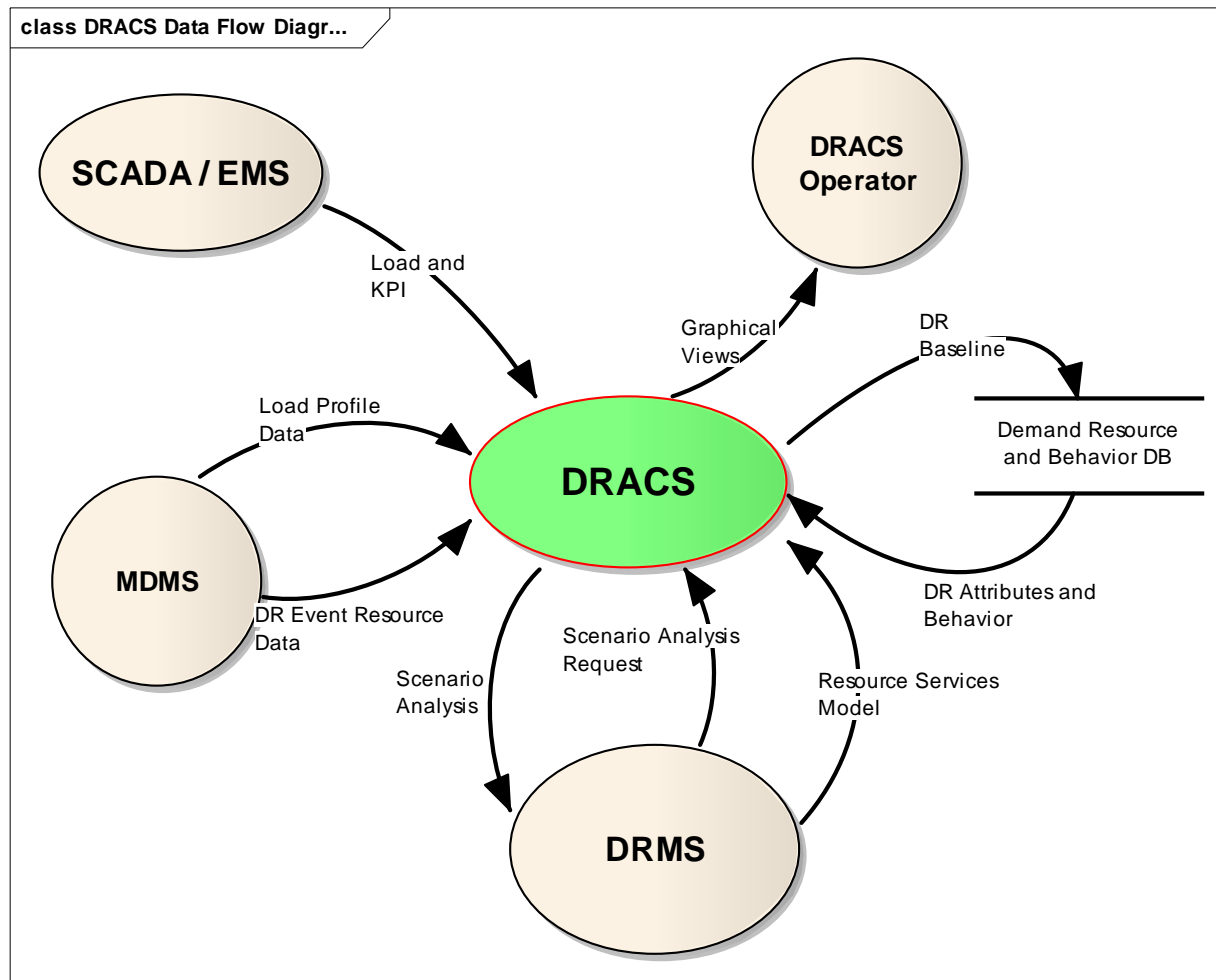 class DRACS Data Flow Diagr...
SCADA / EMS
DRACS
Operator
Load and
KPI
Graphical
Views
DR
Baseline
Load Profile
Data
Demand Resource
and Behavior DB
DRACS
MDMS
DR Event Resource
Data
DR Attributes and
Behavior
Scenario Analysis
Request
Scenario
Analysis
Resource Services
Model
DRMS